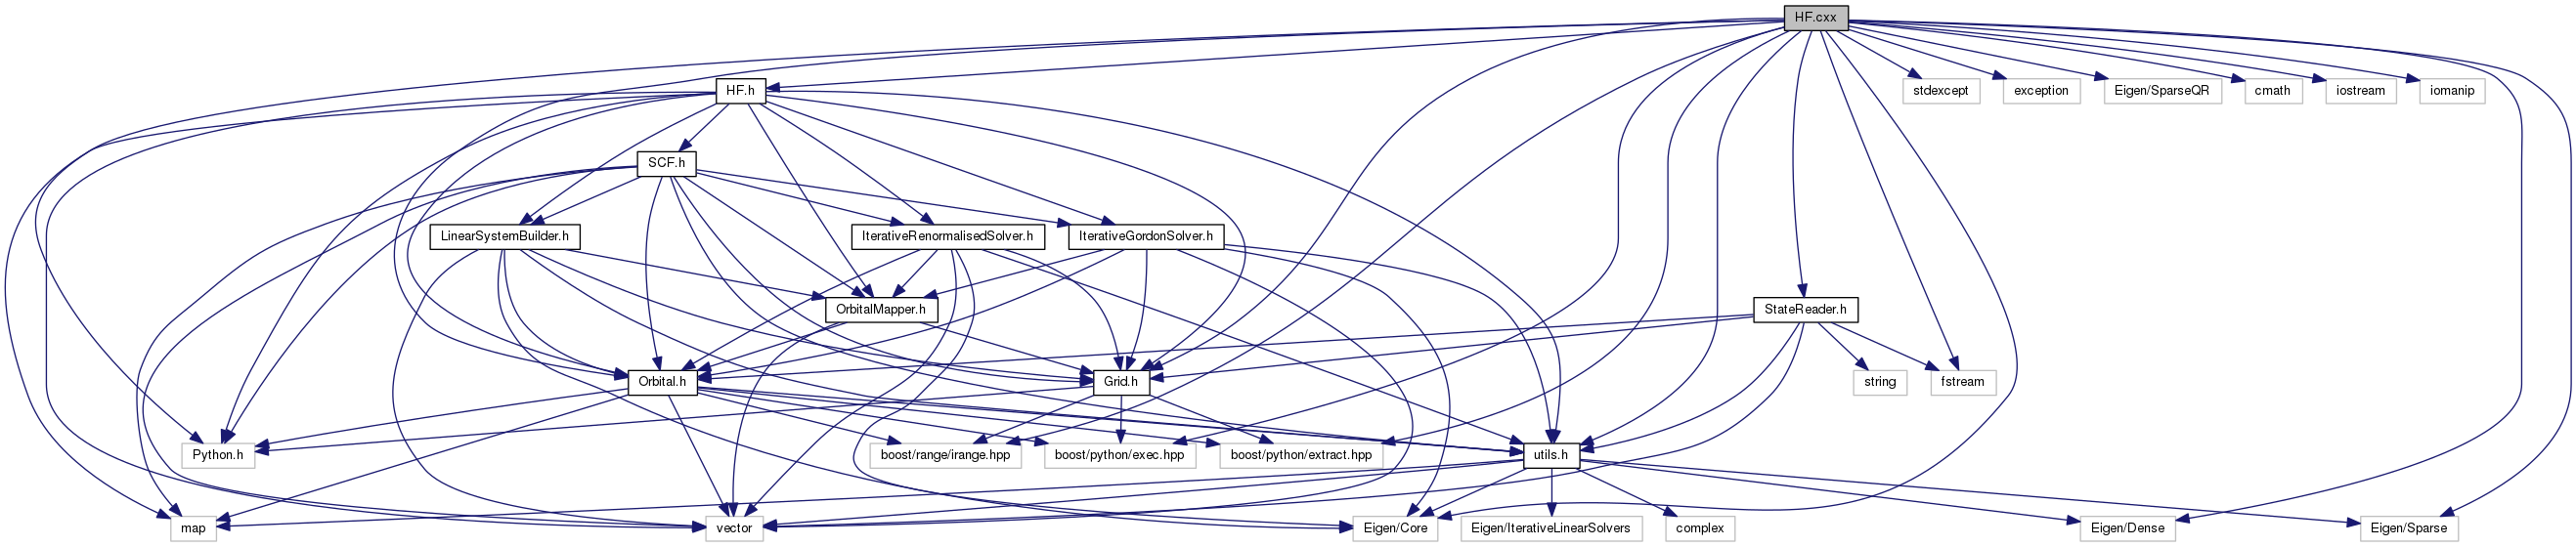 HF.cxx
HF.h
stdexcept
exception
Eigen/SparseQR
cmath
iostream
iomanip
SCF.h
LinearSystemBuilder.h
IterativeRenormalisedSolver.h
IterativeGordonSolver.h
OrbitalMapper.h
StateReader.h
Orbital.h
Grid.h
string
fstream
Python.h
boost/range/irange.hpp
boost/python/exec.hpp
boost/python/extract.hpp
utils.h
map
vector
Eigen/Core
Eigen/IterativeLinearSolvers
complex
Eigen/Dense
Eigen/Sparse